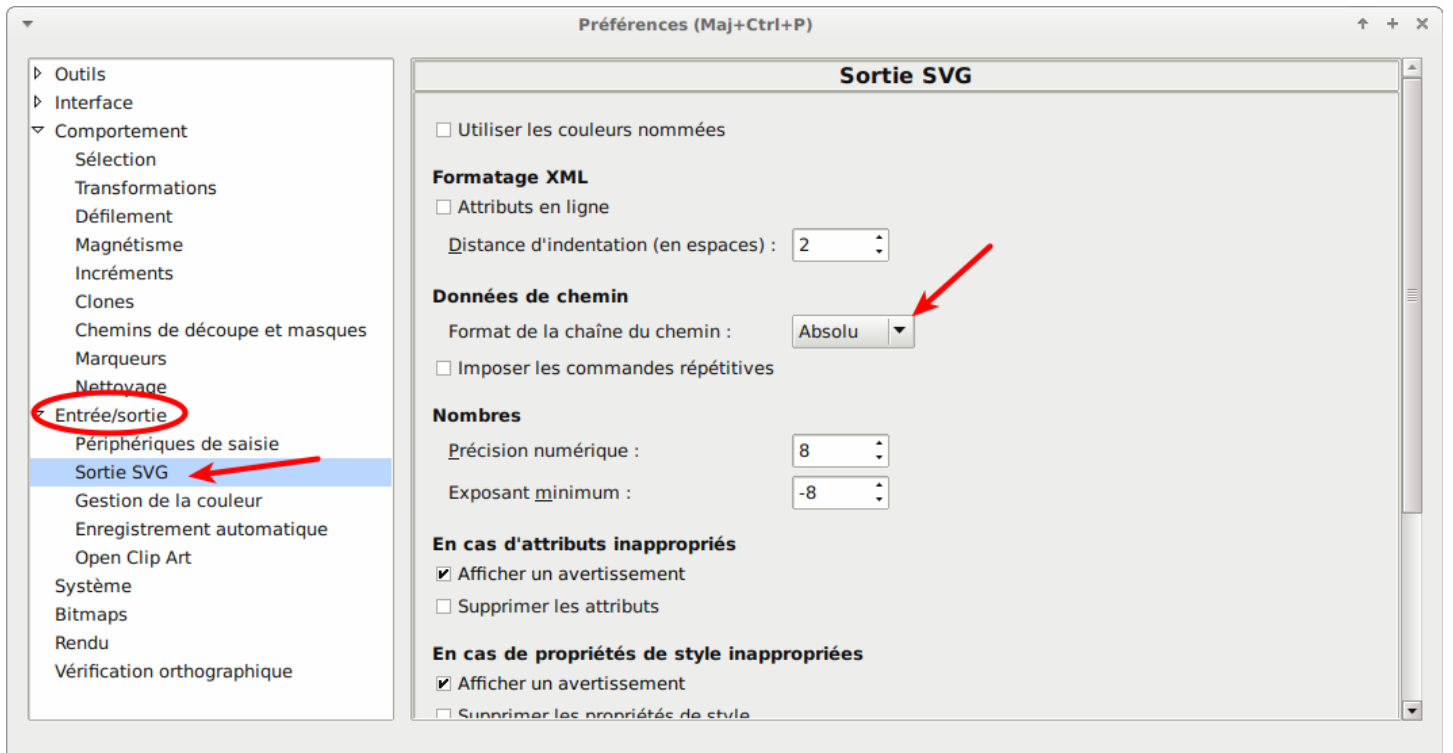 Préférences (Maj+Ctrl+P)
Outils
Interface
Comportement
Sélection
Transformations
Défilement
Magnétisme
Incréments
Clones
Chemins de découpe et masques
Marqueurs
Nettoyage
Entrée/sortie
Périphériques de saisie
Sortie SVG
Gestion de la couleur
Enregistrement automatique
Open Clip Art
Système
Bitmaps
Rendu
Vérification orthographique
Sortie SVG
Utiliser les couleurs nommées
Formatage XML
Attributs en ligne
Distance d'indentation (en espaces) : 2
Données de chemin
Format de la chaîne du chemin : Absolu
Imposer les commandes répétitives
Nombres
Précision numérique : 8
Exposant minimum : -8
En cas d'attributs inappropriés
Afficher un avertissement
Supprimer les attributs
En cas de propriétés de style inappropriées
Afficher un avertissement
Supprimer les propriétés de style